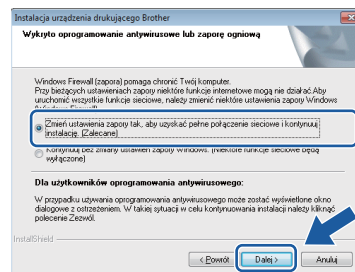 Instalacja urządzenia drukującego Brother
Wykryto oprogramowanie antywirusowe lub zaporę ogniową
Windows Firewall (zapora) pomaga chronić Twój komputer.
Przy bieżących ustawieniach zapory niektóre funkcje internetowe mogą nie działać. Aby
uruchomić wszystkie funkcje sieciowe, należy zmienić niektóre ustawienia zapory Windows
(Windows Firewall).
Zmień ustawienia zapory tak, aby uzyskać pełne połączenie sieciowe i kontynuuj
instalację. (Zalecane)
Kontynuuj bez zmiany ustawień zapory Windows. (Niektóre funkcje sieciowe będą
wyłączone)
Dla użytkowników oprogramowania antywirusowego:
W przypadku używania oprogramowania antywirusowego może zostać wyświetlone okno
dialogowe z ostrzeżeniem. W takiej sytuacji w celu kontynuowania instalacji należy kliknąć
polecenie Zezwól.
InstallShield
< Powrót
Dalej >
Anuluj